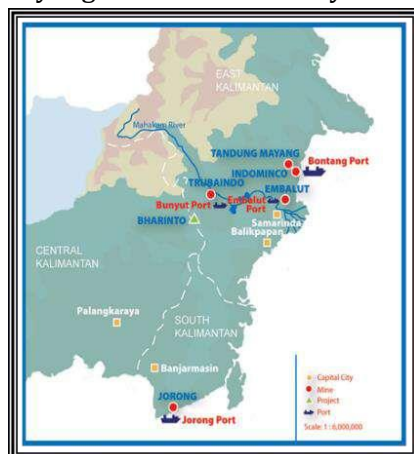 EAST
KALIMANTAN
Mahakam River
TANDUNG MAYANG
INDOMINCO
Bontang Port
TRUBAINDO
EMBALUT
Bunyut Port
Embalut
Port
Samarinda
BHARINTO
Balikpapan
CENTRAL
KALIMANTAN
Palangkaraya
SOUTH
KALIMANTAN
Banjarmasin
JORONG
Jorong Port
Capital City
Mine
Project
Port
Scale: 1 : 6,000,000